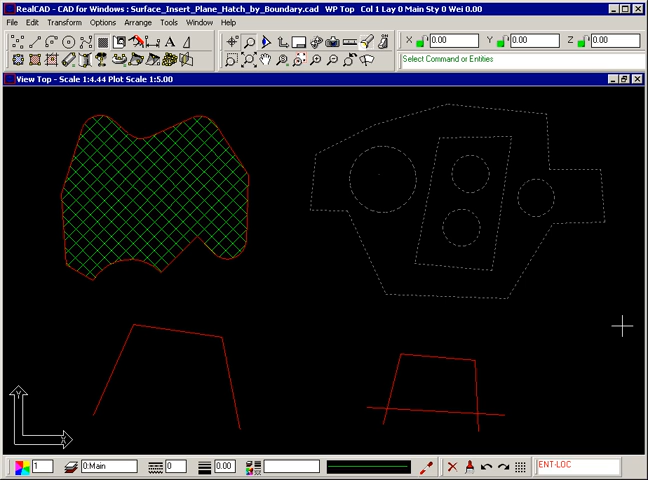 RealCAD - CAD for Windows : Surface_Insert_Plane_Hatch_by_Boundary.cad WP Top Col 1 Lay 0 Main Sty 0 Wei 0.00
File Edit Transform Options Arrange Tools Window Help
X 0.00 Y 0.00 Z 0.00
Select Command or Entities
View Top - Scale 1:4.44 Plot Scale 1:5.00
Y
X
1 0:Main 0 0.00 ENT-LOC